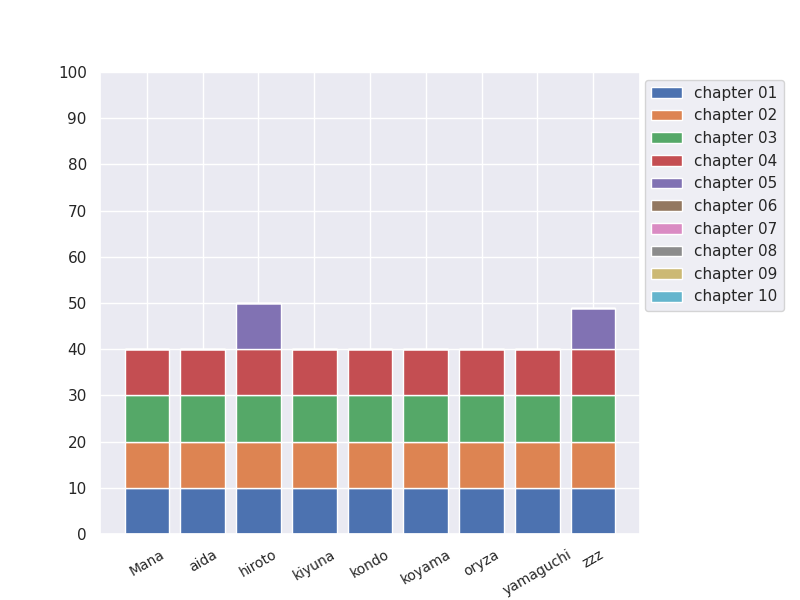 100
90
80
70
60
50
40
30
20
10
0
Mana
aida
hiroto
kiyuna
kondo
koyama
oryza
yamaguchi
zzz
chapter 01
chapter 02
chapter 03
chapter 04
chapter 05
chapter 06
chapter 07
chapter 08
chapter 09
chapter 10